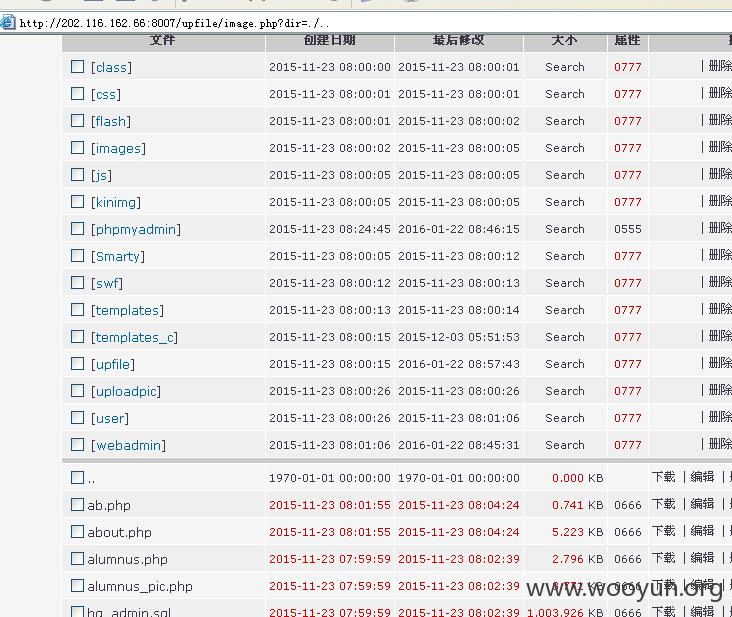 http://202.116.162.66:8007/upfile/image.php?dir=./..
文件 创建日期 最后修改 大小 属性
[class] 2015-11-23 08:00:00 2015-11-23 08:00:01 Search 0777 | 删除
[css] 2015-11-23 08:00:01 2015-11-23 08:00:01 Search 0777 | 删除
[flash] 2015-11-23 08:00:01 2015-11-23 08:00:02 Search 0777 | 删除
[images] 2015-11-23 08:00:02 2015-11-23 08:00:05 Search 0777 | 删除
[js] 2015-11-23 08:00:05 2015-11-23 08:00:05 Search 0777 | 删除
[kinimg] 2015-11-23 08:00:05 2015-11-23 08:00:05 Search 0777 | 删除
[phpmyadmin] 2015-11-23 08:24:45 2016-01-22 08:46:15 Search 0555 | 删除
[Smarty] 2015-11-23 08:00:05 2015-11-23 08:00:12 Search 0777 | 删除
[swf] 2015-11-23 08:00:12 2015-11-23 08:00:13 Search 0777 | 删除
[templates] 2015-11-23 08:00:13 2015-11-23 08:00:14 Search 0777 | 删除
[templates_c] 2015-11-23 08:00:15 2015-12-03 05:51:53 Search 0777 | 删除
[upfile] 2015-11-23 08:00:15 2016-01-22 08:57:43 Search 0777 | 删除
[uploadpic] 2015-11-23 08:00:26 2015-11-23 08:00:26 Search 0777 | 删除
[user] 2015-11-23 08:00:26 2015-11-23 08:01:06 Search 0777 | 删除
[webadmin] 2015-11-23 08:01:06 2016-01-22 08:45:31 Search 0777 | 删除
.. 1970-01-01 00:00:00 1970-01-01 00:00:00 0.000 KB 下载 | 编辑 |
ab.php 2015-11-23 08:01:55 2015-11-23 08:04:24 0.741 KB 0666 下载 | 编辑 |
about.php 2015-11-23 08:01:55 2015-11-23 08:04:24 5.223 KB 0666 下载 | 编辑 |
alumnus.php 2015-11-23 07:59:59 2015-11-23 08:02:39 2.796 KB 0666 下载 | 编辑 |
alumnus_pic.php 2015-11-23 07:59:59 2015-11-23 08:02:39 KB 0666 下载 | 编辑 |
www.wooyun.org
hg_admin.sql 2015-11-23 07:59:59 2015-11-23 08:02:39 1,003.926 KB 0666 下载 | 编辑 |